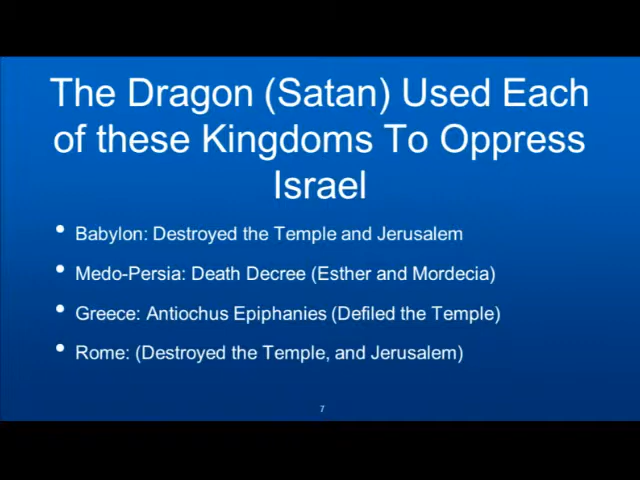 The Dragon (Satan) Used Each
of these Kingdoms To Oppress
Israel
• Babylon: Destroyed the Temple and Jerusalem
• Medo-Persia: Death Decree (Esther and Mordecia)
• Greece: Antiochus Epiphanies (Defiled the Temple)
• Rome: (Destroyed the Temple, and Jerusalem)
7